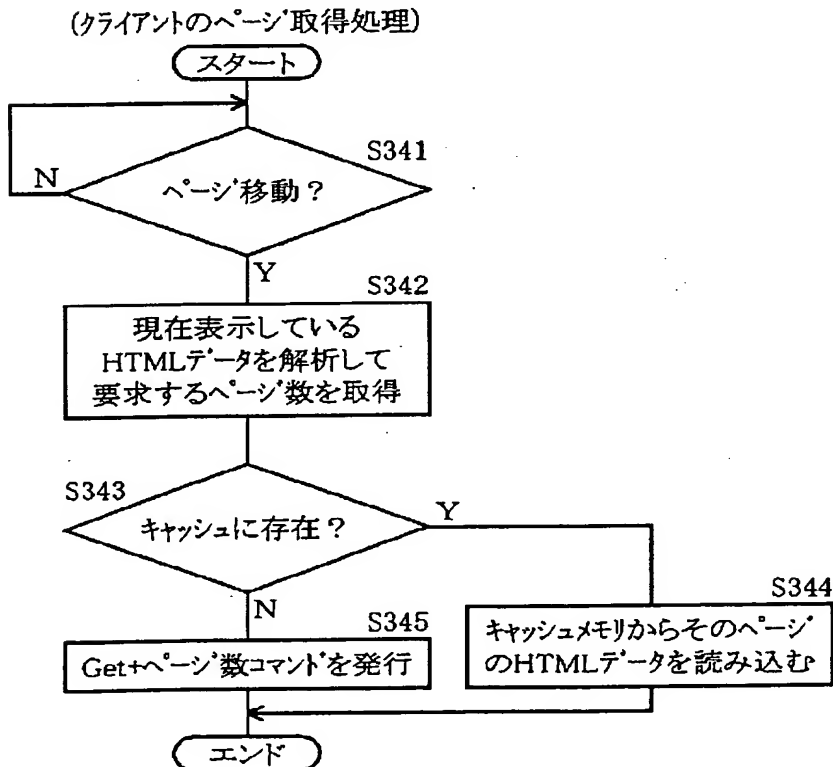 (クライアントのページ取得処理)
スタート
S341
N
ページ移動?
Y
S342
現在表示している
HTMLデータを解析して
要求するページ数を取得
S343
キャッシュに存在?
Y
N
S344
キャッシュメモリからそのページ
のHTMLデータを読み込む
S345
Get+ページ数コマンドを発行
エンド